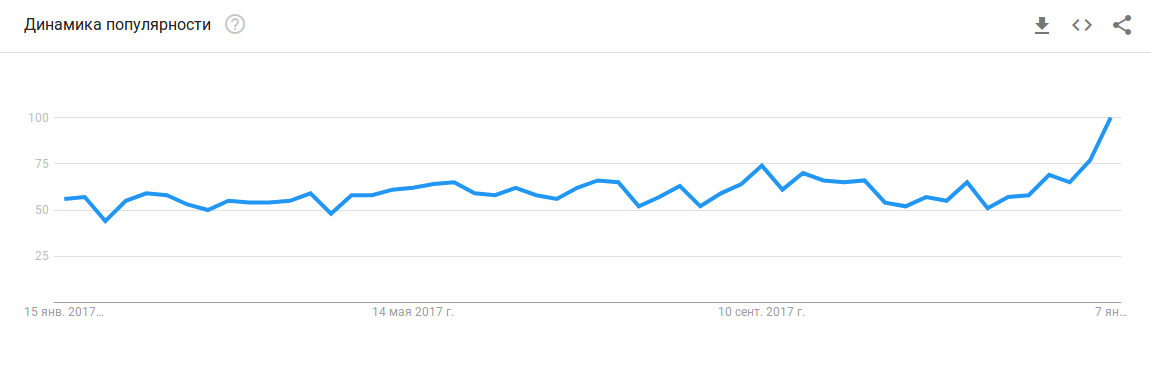 Динамика популярности
100
75
50
25
15 янв. 2017…
14 мая 2017 г.
10 сент. 2017 г.
7 ян…